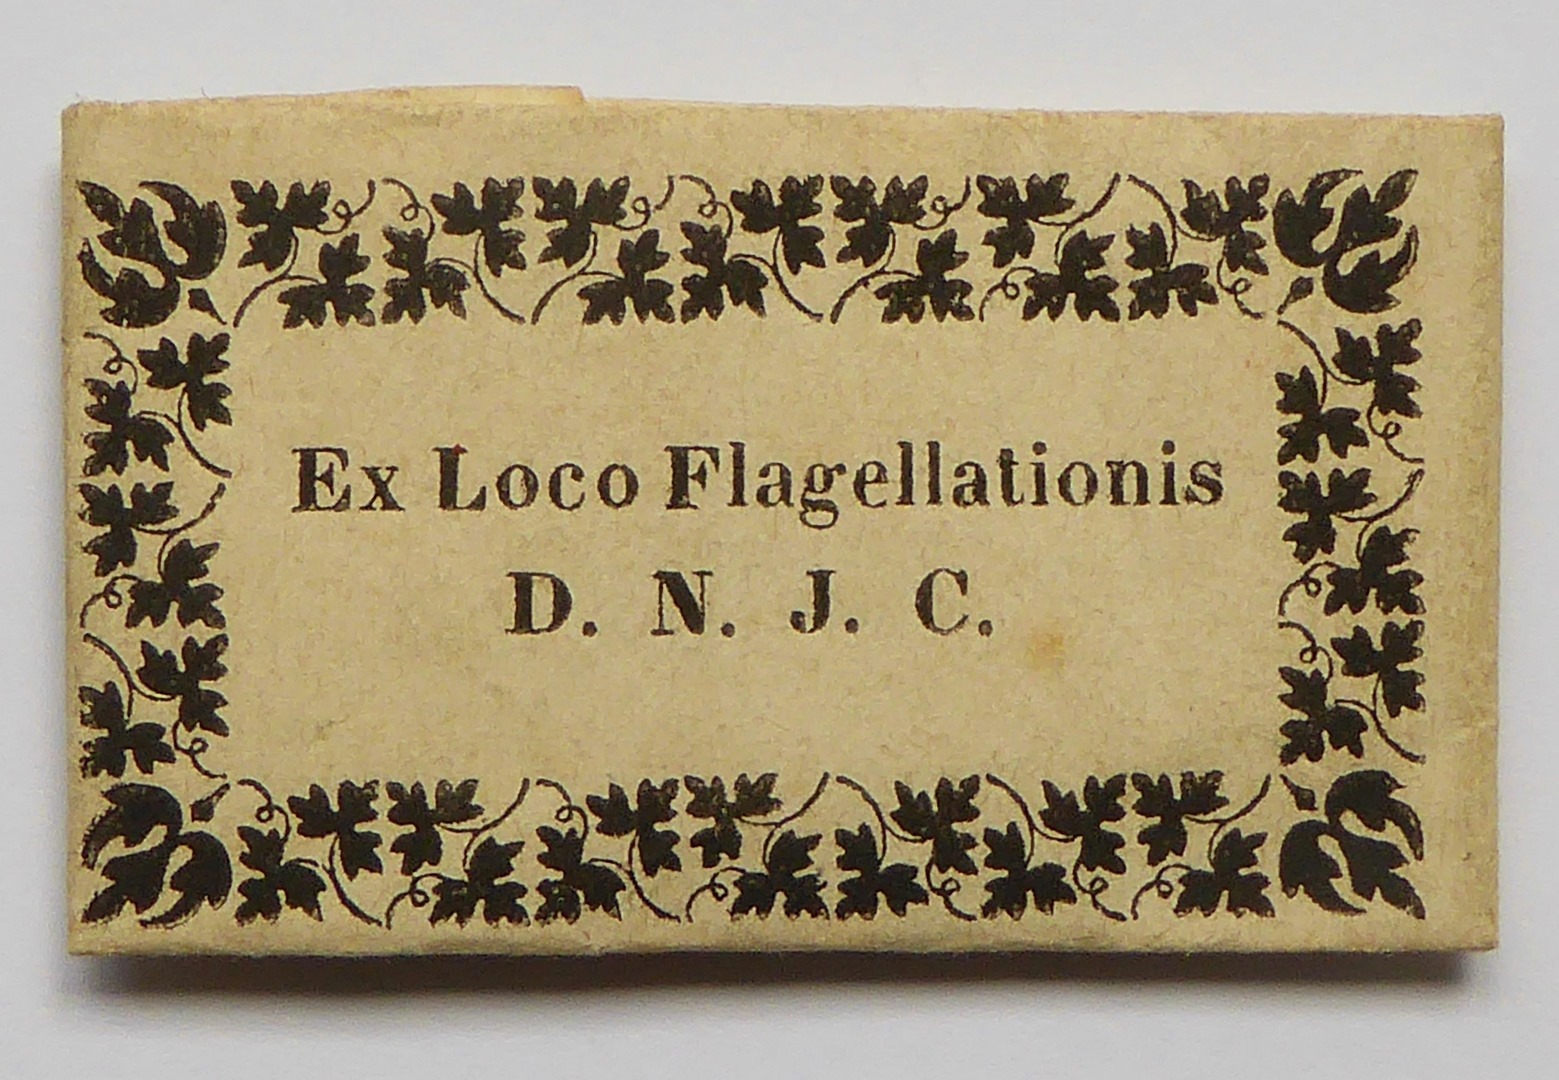 Ex Loco Flagellationis
D. N. J. C.